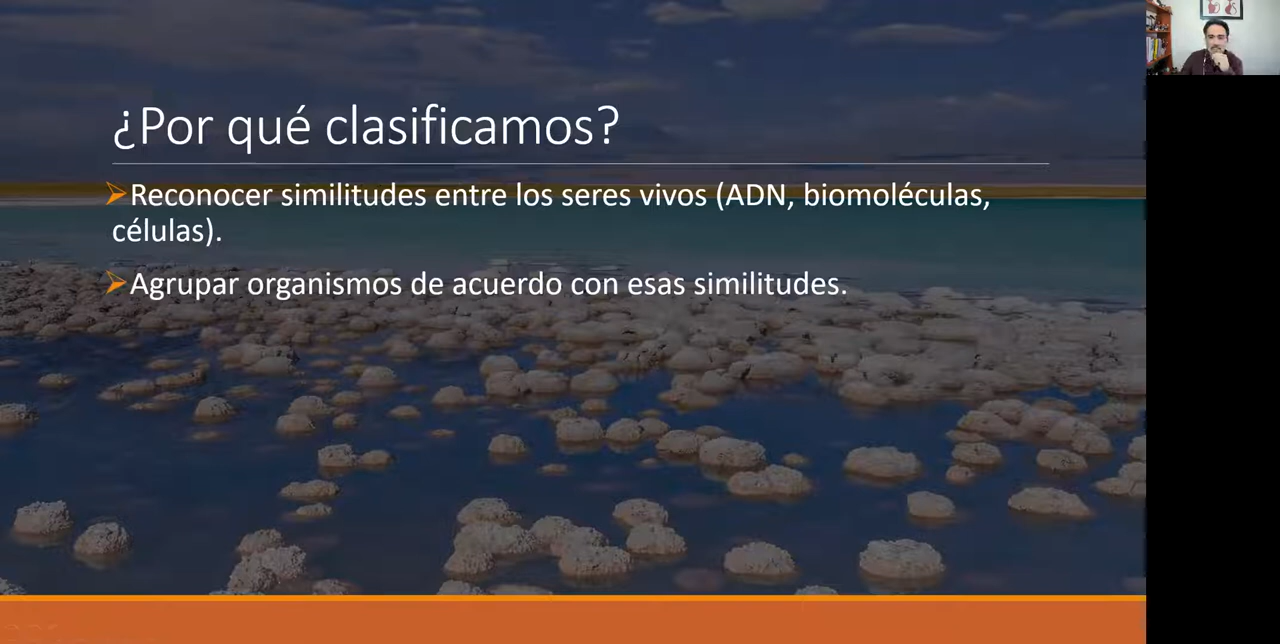 ¿Por qué clasificamos?
➢Reconocer similitudes entre los seres vivos (ADN, biomoléculas,
células).
➢Agrupar organismos de acuerdo con esas similitudes.